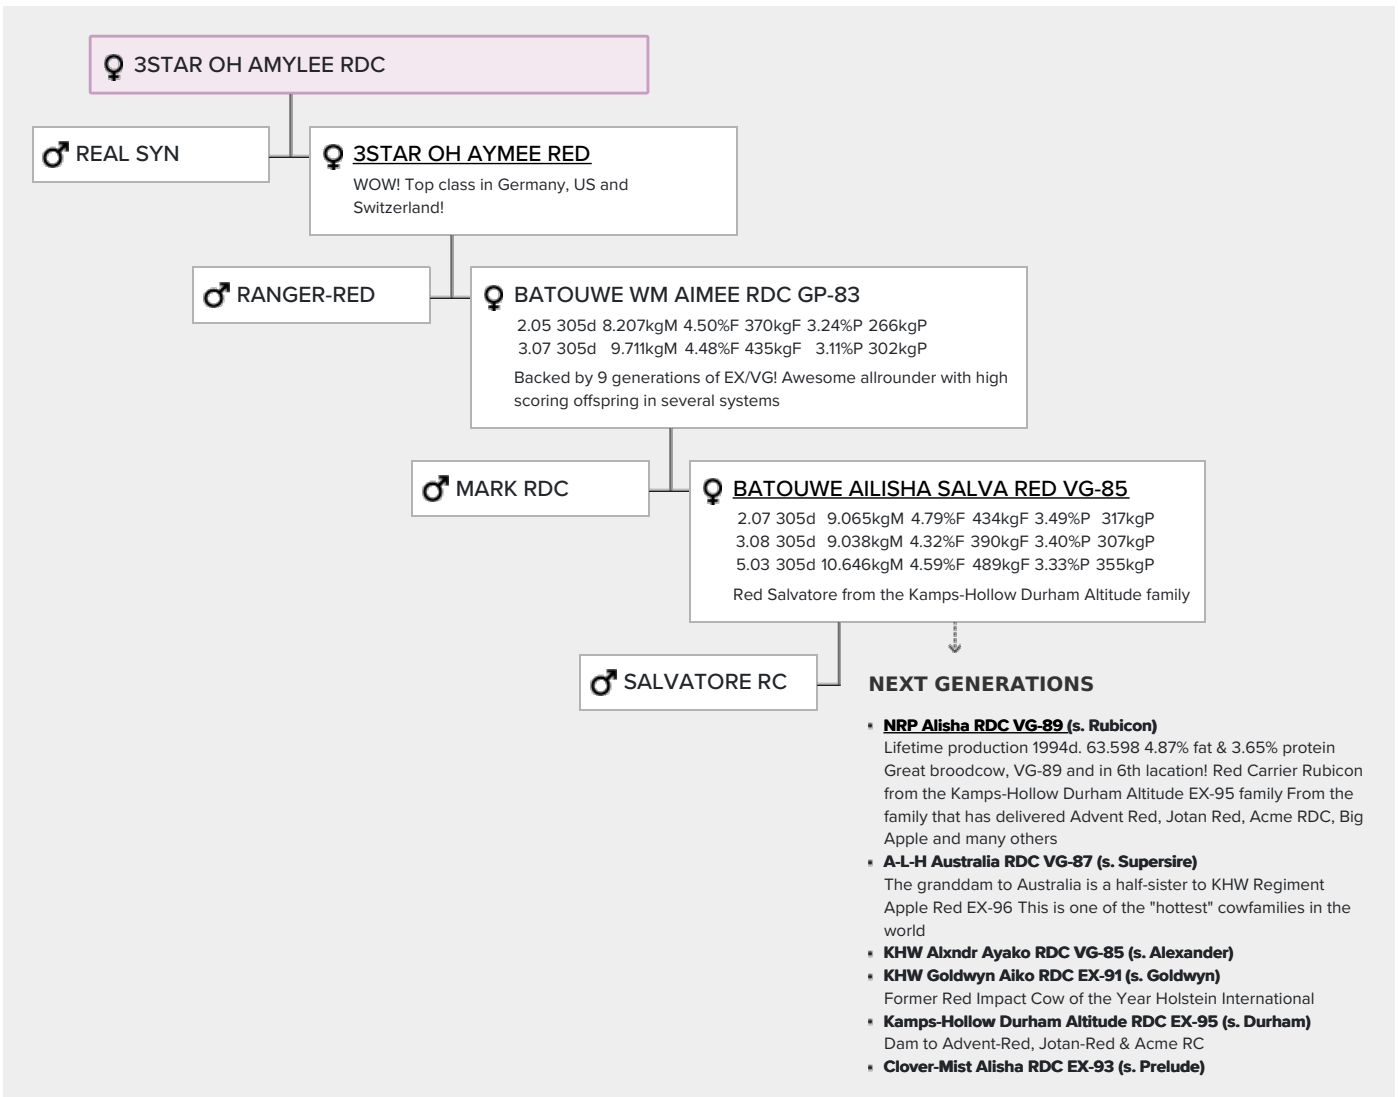 3STAR OH AMYLEE RDC
REAL SYN
3STAR OH AYMEE RED
WOW! Top class in Germany, US and
Switzerland!
RANGER-RED
BATOUWE WM AIMEE RDC GP-83
2.05 305d 8.207kgM 4.50%F 370kgF 3.24%P 266kgP
3.07 305d 9.711kgM 4.48%F 435kgF 3.11%P 302kgP
Backed by 9 generations of EX/VG! Awesome allrounder with high
scoring offspring in several systems
MARK RDC
BATOUWE AILISHA SALVA RED VG-85
2.07 305d 9.065kgM 4.79%F 434kgF 3.49%P 317kgP
3.08 305d 9.038kgM 4.32%F 390kgF 3.40%P 307kgP
5.03 305d 10.646kgM 4.59%F 489kgF 3.33%P 355kgP
Red Salvatore from the Kamps-Hollow Durham Altitude family
SALVATORE RC
NEXT GENERATIONS
NRP Alisha RDC VG-89 (s. Rubicon)
Lifetime production 1994d. 63.598 4.87% fat & 3.65% protein
Great broodcow, VG-89 and in 6th lacation! Red Carrier Rubicon
from the Kamps-Hollow Durham Altitude EX-95 family From the
family that has delivered Advent Red, Jotan Red, Acme RDC, Big
Apple and many others
A-L-H Australia RDC VG-87 (s. Supersire)
The granddam to Australia is a half-sister to KHW Regiment
Apple Red EX-96 This is one of the "hottest" cowfamilies in the
world
KHW Alxndr Ayako RDC VG-85 (s. Alexander)
KHW Goldwyn Aiko RDC EX-91 (s. Goldwyn)
Former Red Impact Cow of the Year Holstein International
Kamps-Hollow Durham Altitude RDC EX-95 (s. Durham)
Dam to Advent-Red, Jotan-Red & Acme RC
Clover-Mist Alisha RDC EX-93 (s. Prelude)